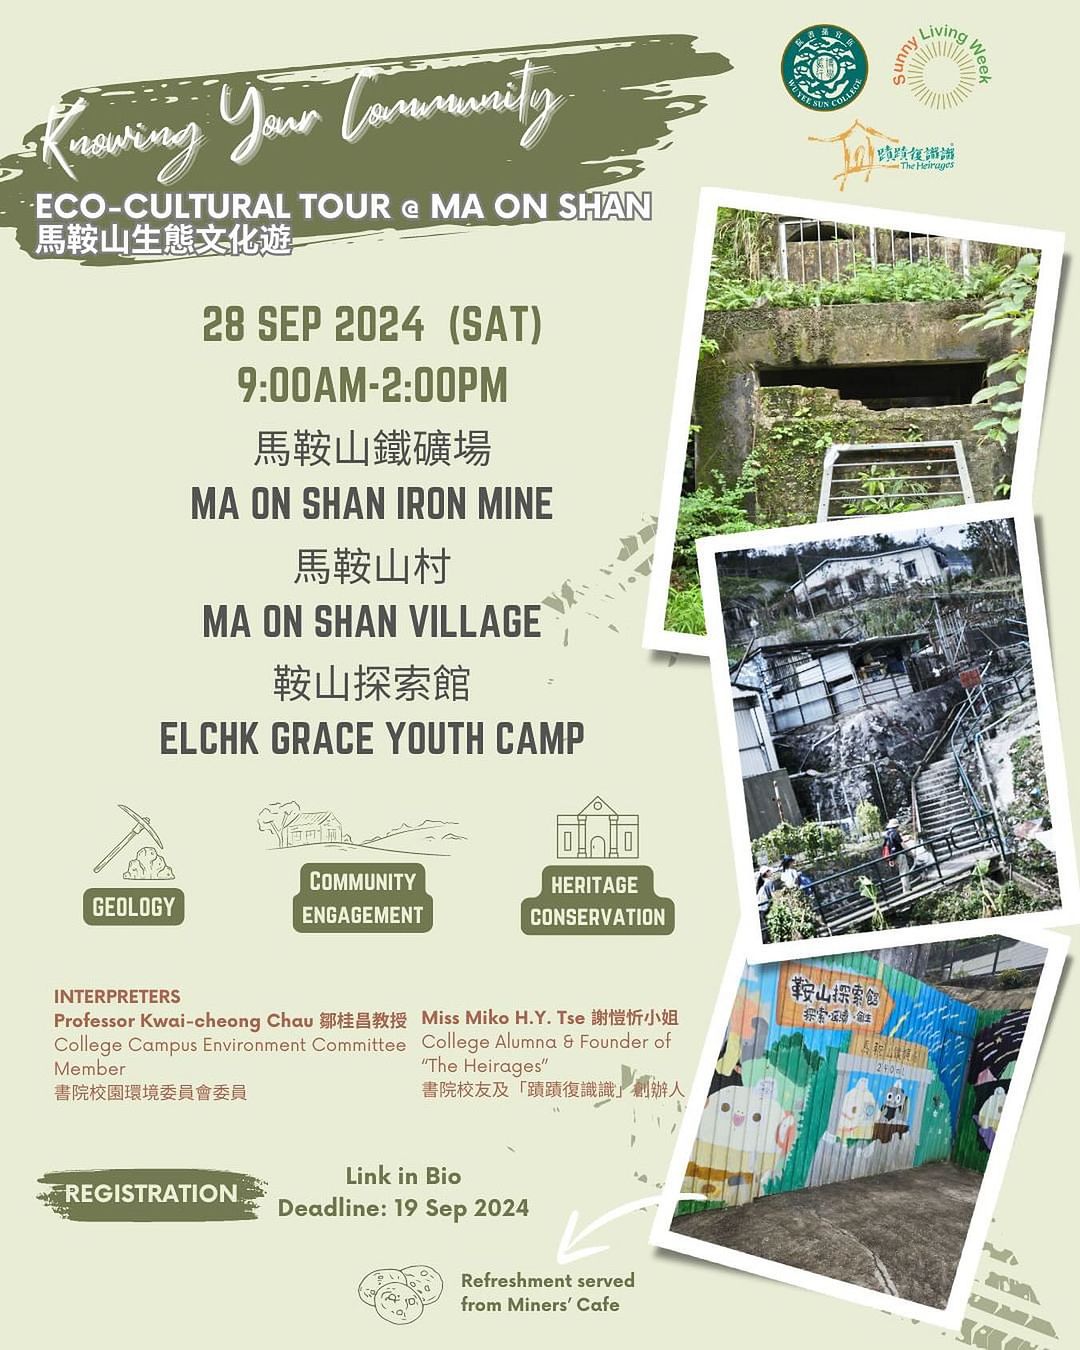 Knowing Your Community
ECO-CULTURAL TOUR @ MA ON SHAN
馬鞍山生態文化遊
WU YEE SUN COLLEGE
Sunny Living Week
蹟蹟復識識
The Heirages
28 SEP 2024 (SAT)
9:00AM-2:00PM
馬鞍山鐵礦場
MA ON SHAN IRON MINE
馬鞍山村
MA ON SHAN VILLAGE
鞍山探索館
ELCHK GRACE YOUTH CAMP
GEOLOGY
COMMUNITY
ENGAGEMENT
HERITAGE
CONSERVATION
鞍山探索館
240ML
INTERPRETERS
Professor Kwai-cheong Chau 鄒桂昌教授
College Campus Environment Committee
Member
書院校園環境委員會委員
Miss Miko H.Y. Tse 謝愷忻小姐
College Alumna & Founder of
“The Heirages”
書院校友及「蹟蹟復識識」創辦人
REGISTRATION
Link in Bio
Deadline: 19 Sep 2024
Refreshment served
from Miners’ Cafe